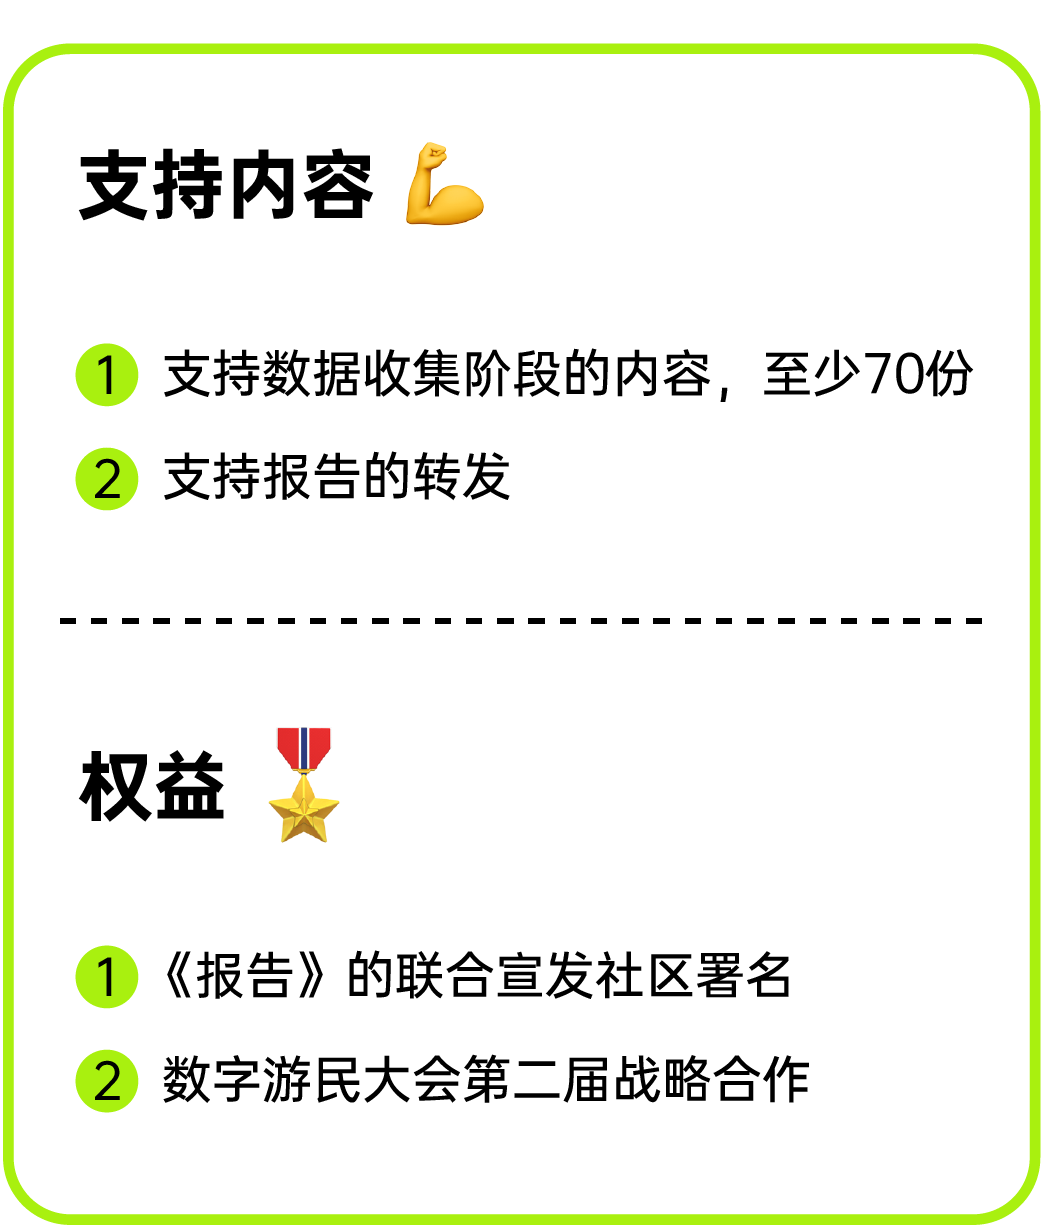 支持内容 💪
1 支持数据收集阶段的内容，至少70份
2 支持报告的转发
权益 🎖️
1 《报告》的联合宣发社区署名
2 数字游民大会第二届战略合作